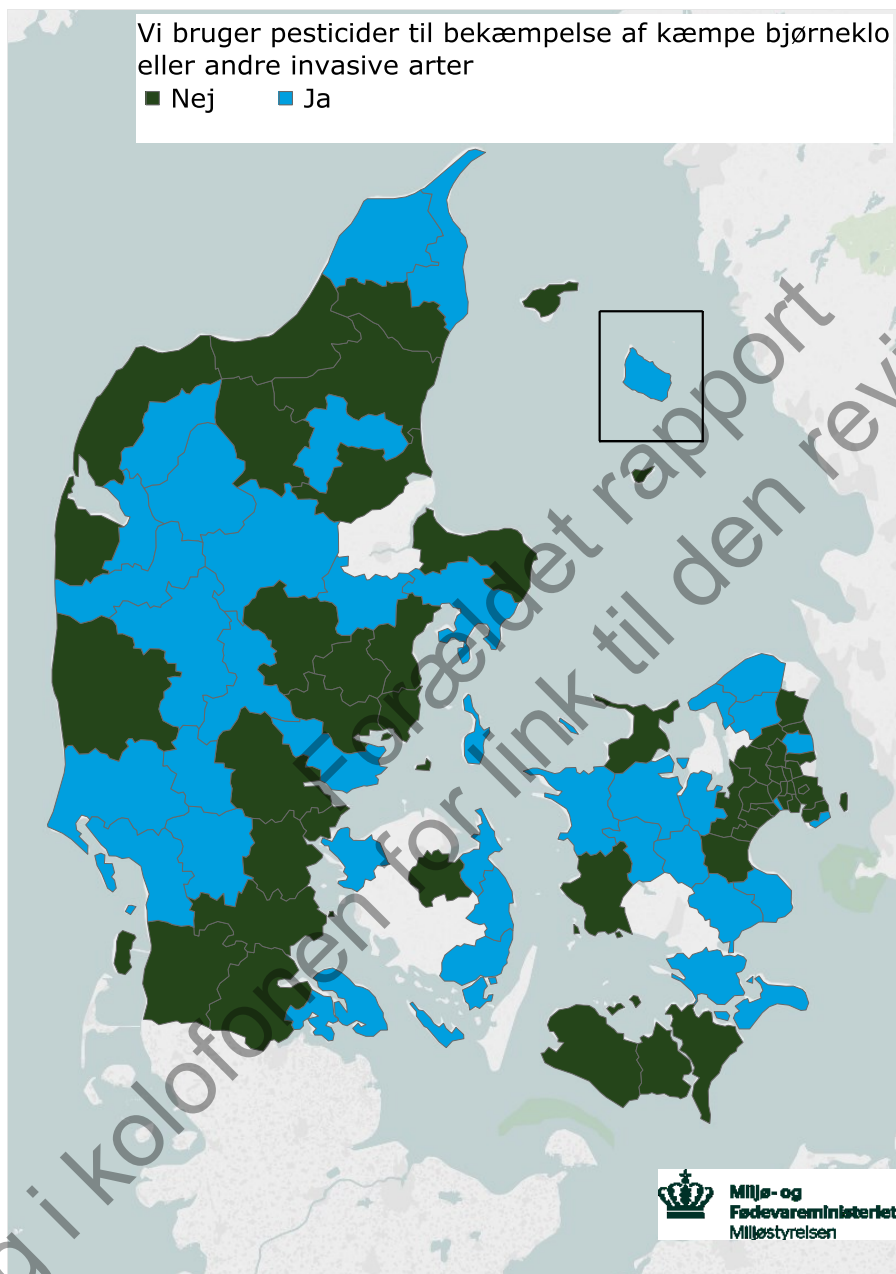 Vi bruger pesticider til bekæmpelse af kæmpe bjørneklo
eller andre invasive arter
Nej
Ja
Forældet rapport
g i kolofonen for link til den revi
Miljø- og
Fødevareministeriet
Miljøstyrelsen